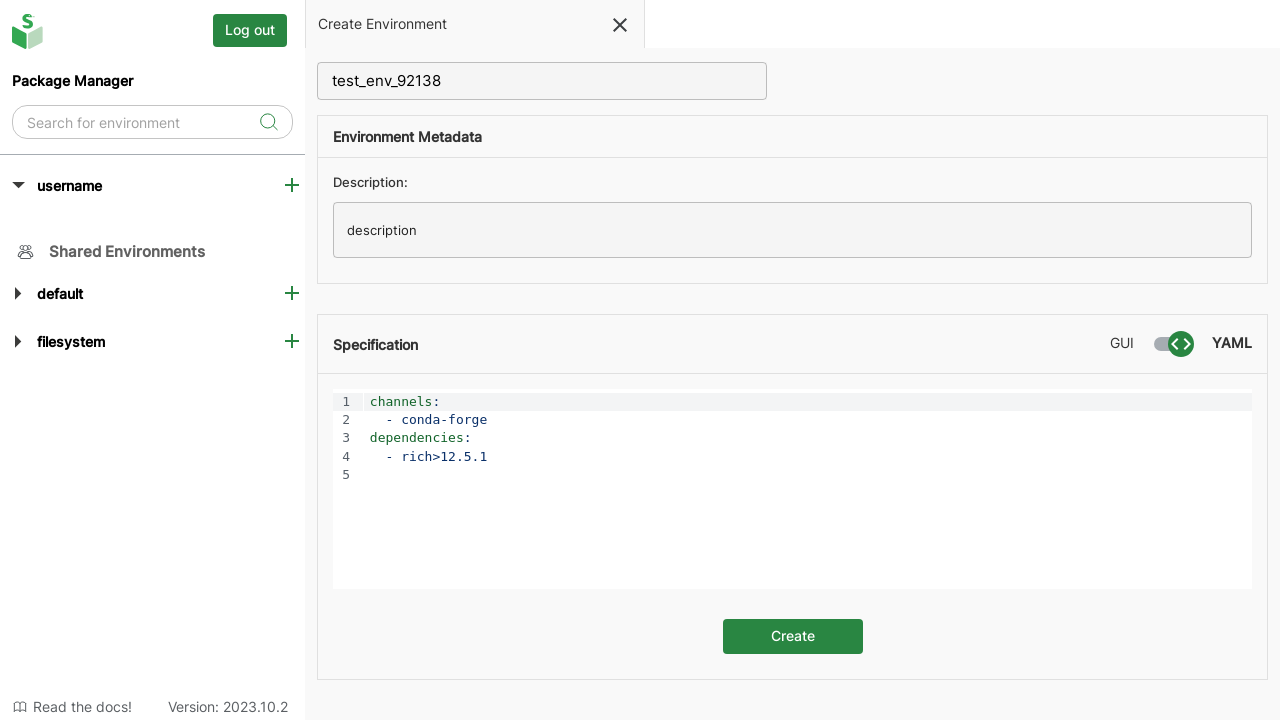 Log out
Package Manager
Search for environment
username
Shared Environments
default
filesystem
Read the docs!
Version: 2023.10.2
Create Environment
test_env_92138
Environment Metadata
Description:
description
Specification
GUI
YAML
1 channels:
2   - conda-forge
3 dependencies:
4   - rich>12.5.1
5
Create